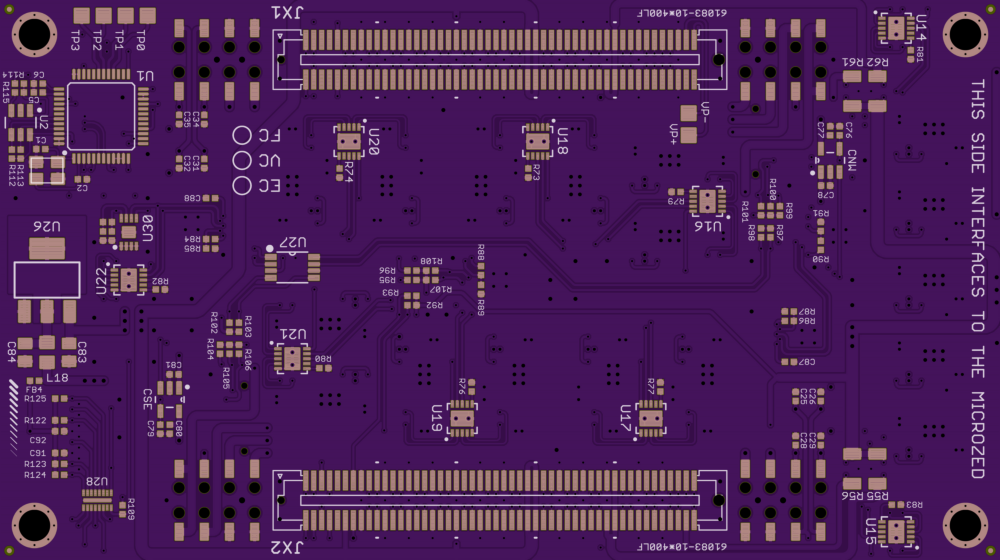 JX1
61083-10*400LF
TP3
TP2
TP1
TP0
U14
R81
R61
R62
U1
R114
C6
R115
C5
U2
C1
R112
R113
C2
C35
C34
C32
FC
VC
EC
U20
R74
U18
R73
VP-
VP+
C77
C76
CNM
C78
R79
U16
R100
R101
R99
R98
R97
R91
R90
C88
R84
R85
U26
U30
U22
R82
U27
R96
R95
R108
R107
R93
R92
R88
R89
R87
R86
C87
R102
R103
R104
R106
R105
U21
R80
C84
C83
L18
F84
R125
R122
C92
C91
R123
R124
U28
R109
C81
CSE
C79
C80
R76
U19
R77
U17
C25
C26
C28
C29
R56
R55
R83
U15
JX2
61083-10*400LF
THIS SIDE INTERFACES TO THE MICROZED